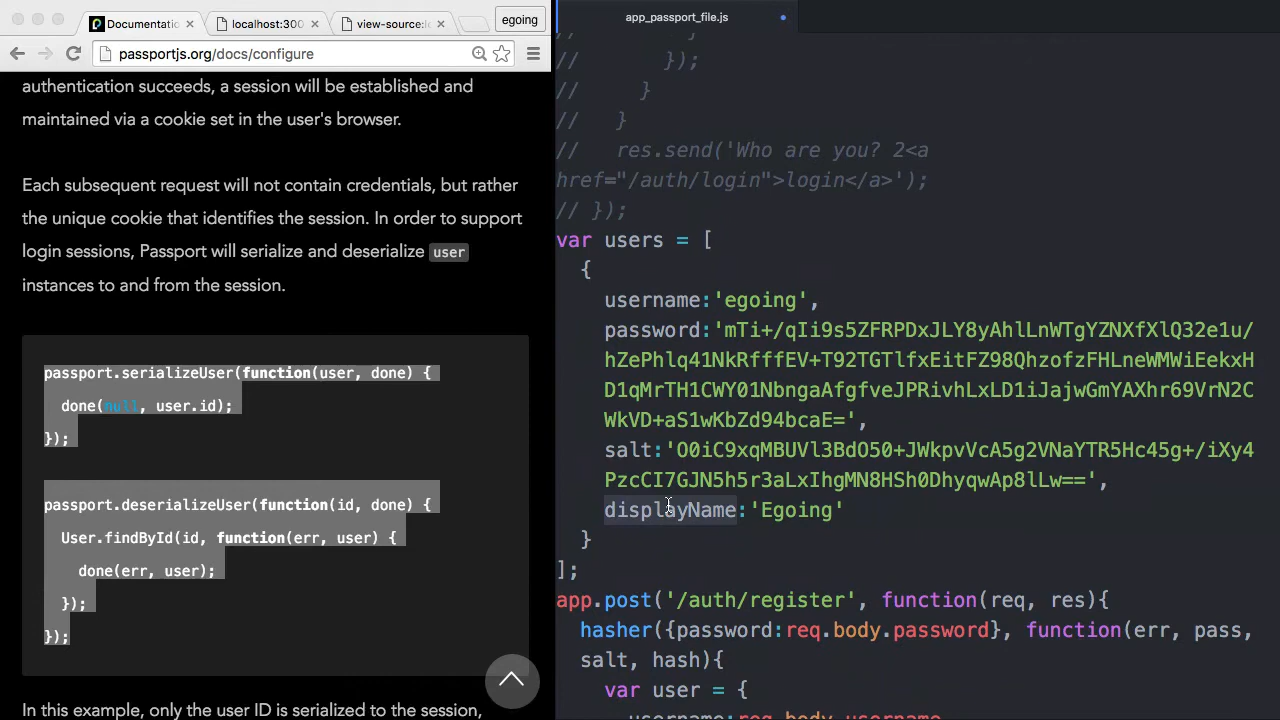 Documentatio
localhost:300
view-source:lo
egoing
passportjs.org/docs/configure
authentication succeeds, a session will be established and
maintained via a cookie set in the user's browser.
Each subsequent request will not contain credentials, but rather
the unique cookie that identifies the session. In order to support
login sessions, Passport will serialize and deserialize user
instances to and from the session.
passport.serializeUser(function(user, done) {
done(null, user.id);
});
passport.deserializeUser(function(id, done) {
User.findById(id, function(err, user) {
done(err, user);
});
});
In this example, only the user ID is serialized to the session,
app_passport_file.js
// }
// });
// }
// }
// res.send('Who are you? 2<a
href="/auth/login">login</a>');
// });
var users = [
{
username:'egoing',
password:'mTi+/qIi9s5ZFRPDxJLY8yAhlLnWTgYZNXfXlQ32e1u/
hZePhlq41NkRfffEV+T92TGTlfxEitFZ98QhzofzFHLneWMWiEekxH
D1qMrTH1CWY01NbngaAfgfveJPRivhLxLD1iJajwGmYAXhr69VrN2C
WkVD+aS1wKbZd94bcaE=',
salt:'O0iC9xqMBUVl3BdO50+JWkpvVcA5g2VNaYTR5Hc45g+/iXy4
PzcCI7GJN5h5r3aLxIhgMN8HSh0DhyqwAp8lLw==',
displayName:'Egoing'
}
];
app.post('/auth/register', function(req, res){
hasher({password:req.body.password}, function(err, pass,
salt, hash){
var user = {
username:req.body.username